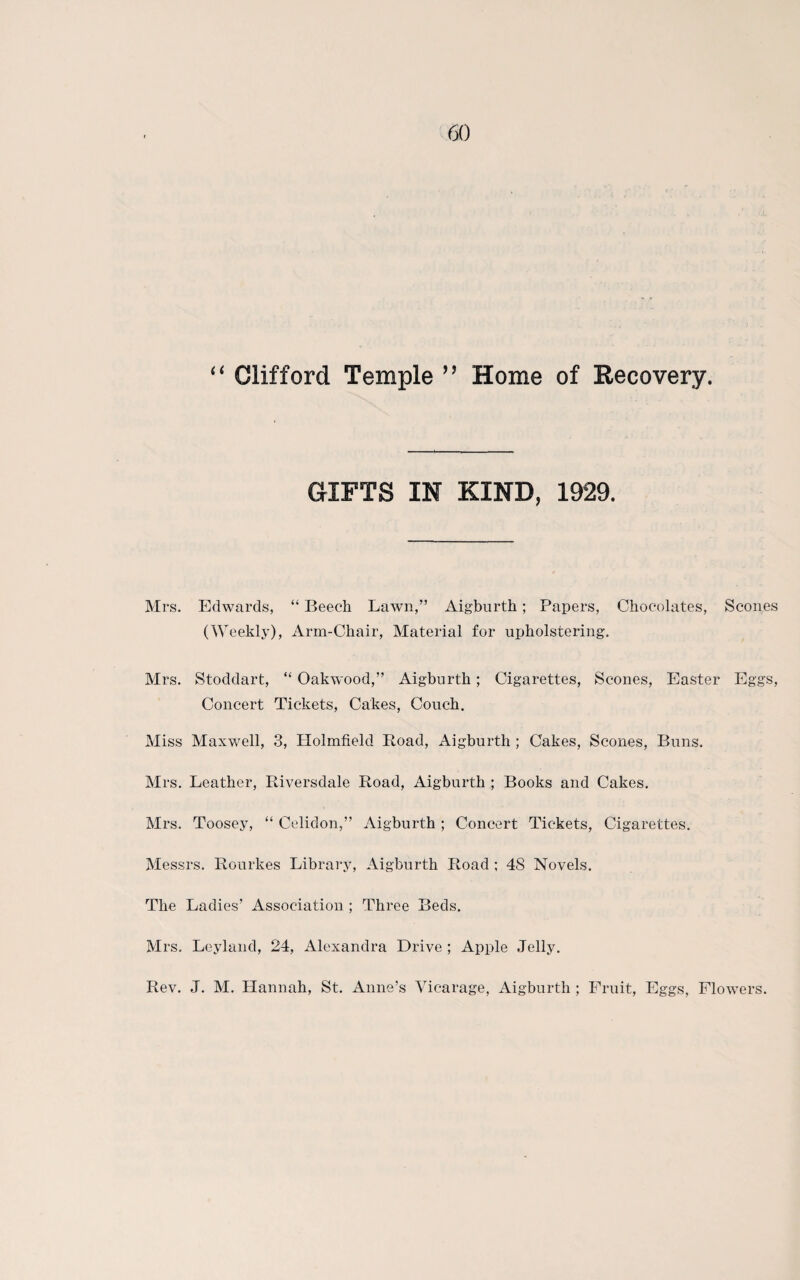 60
“ Clifford Temple ” Home of Recovery.
GIFTS IN KIND, 1929.
Mrs. Edwards, “ Beech Lawn,” Aigburth ; Papers, Chocolates, Scones
(Weekly), Arm-Chair, Material for upholstering.
Mrs. Stoddart, “ Oakwood,” Aigburth ; Cigarettes, Scones, Easter Eggs,
Concert Tickets, Cakes, Couch.
Miss Maxwell, 3, Holmfield Road, Aigburth ; Cakes, Scones, Buns.
Mrs. Leather, Riversdale Road, Aigburth ; Books and Cakes.
Mrs. Toosey, “ Celidon,” Aigburth ; Concert Tickets, Cigarettes.
Messrs. Rourkes Library, Aigburth Road ; 48 Novels.
The Ladies’ Association ; Three Beds.
Mrs. Leyland, 24, Alexandra Drive ; Apple Jelly.
Rev. J. M. Hannah, St. Anne’s Vicarage, Aigburth ; Fruit, Eggs, Flowers.